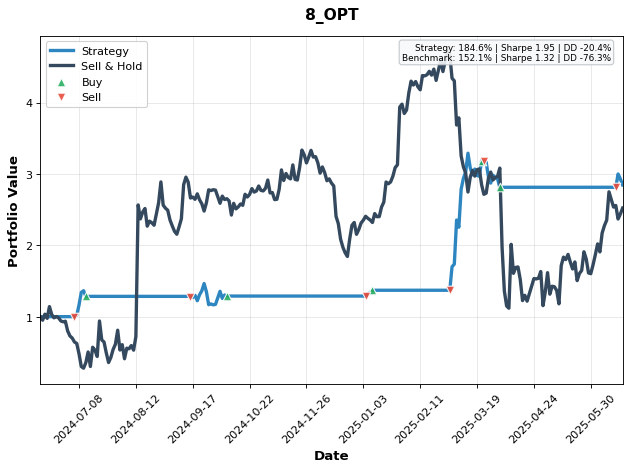 8_OPT
Strategy
Sell & Hold
Buy
Sell
Strategy: 184.6% | Sharpe 1.95 | DD -20.4%
Benchmark: 152.1% | Sharpe 1.32 | DD -76.3%
Portfolio Value
4
3
2
1
2024-07-08
2024-08-12
2024-09-17
2024-10-22
2024-11-26
2025-01-03
2025-02-11
2025-03-19
2025-04-24
2025-05-30
Date